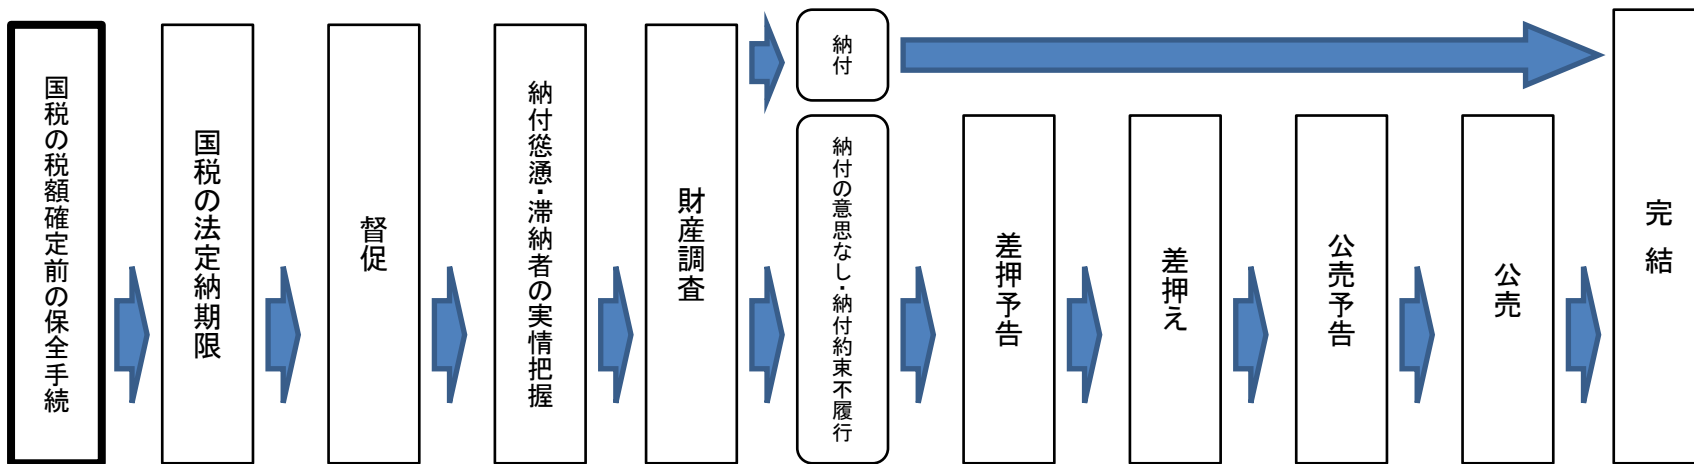 国税の税額確定前の保全手続
国税の法定納期限
督促
納付慫慂・滞納者の実情把握
財産調査
納付
納付の意思なし・納付約束不履行
差押予告
差押え
公売予告
公売
完結